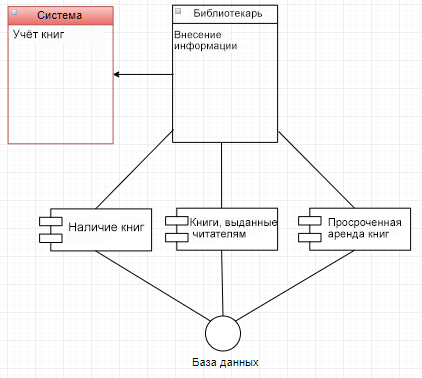 Система
Учёт книг
Библиотекарь
Внесение
информации
Наличие книг
Книги, выданные
читателям
Просроченная
аренда книг
База данных